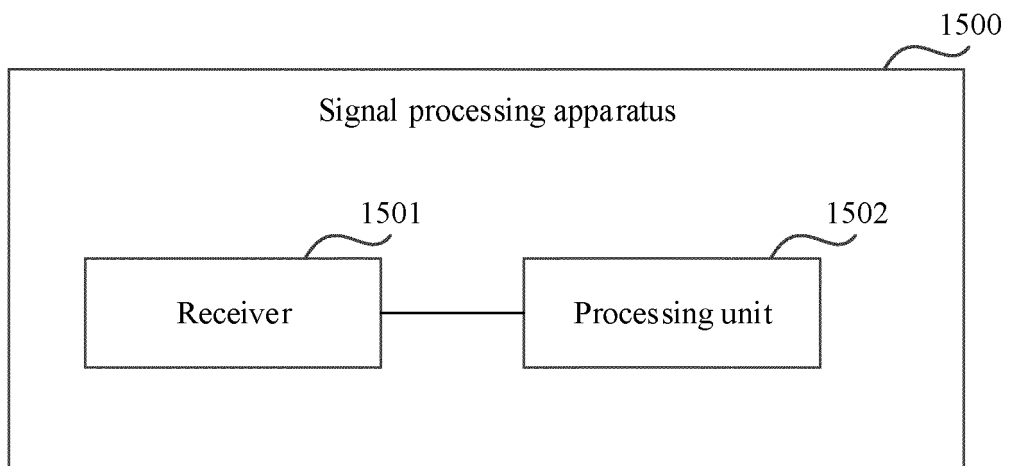 1500
Signal processing apparatus
1501
1502
Receiver
Processing unit